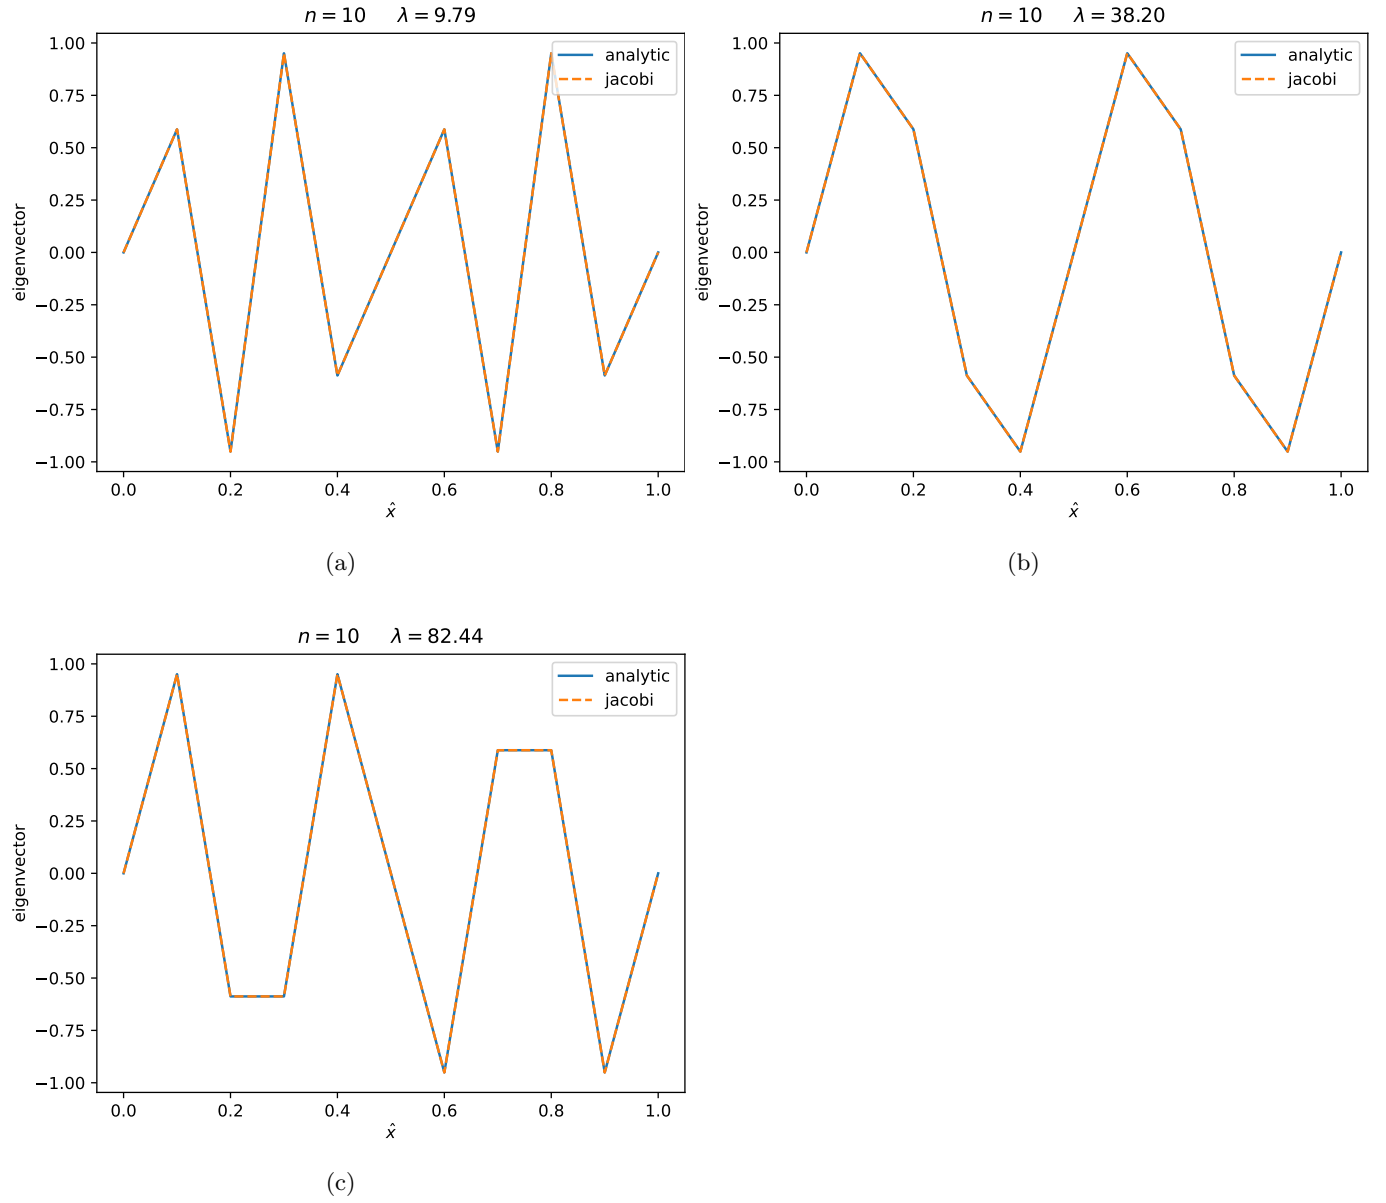 n = 10 λ = 9.79
1.00
0.75
0.50
0.25
0.00
−0.25
−0.50
−0.75
−1.00
eigenvector
analytic
jacobi
0.0 0.2 0.4 0.6 0.8 1.0
x̂
(a)
n = 10 λ = 38.20
1.00
0.75
0.50
0.25
0.00
−0.25
−0.50
−0.75
−1.00
eigenvector
analytic
jacobi
0.0 0.2 0.4 0.6 0.8 1.0
x̂
(b)
n = 10 λ = 82.44
1.00
0.75
0.50
0.25
0.00
−0.25
−0.50
−0.75
−1.00
eigenvector
analytic
jacobi
0.0 0.2 0.4 0.6 0.8 1.0
x̂
(c)